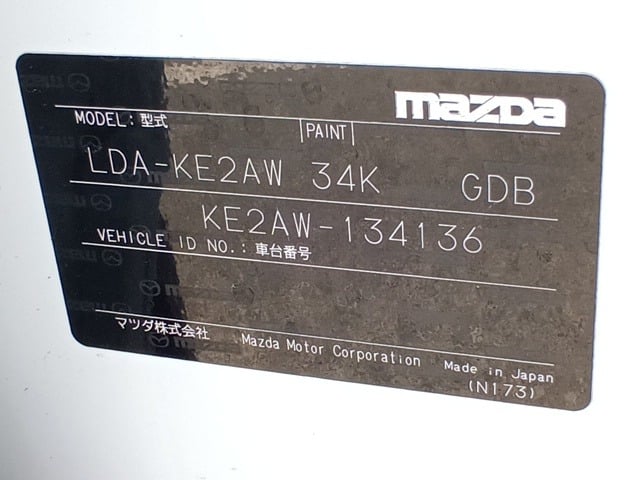 mazda
MODEL: 型式 PAINT
LDA-KE2AW 34K GDB
KE2AW-134136
VEHICLE ID NO.: 車台番号
マツダ株式会社 Mazda Motor Corporation Made in Japan
(N173)